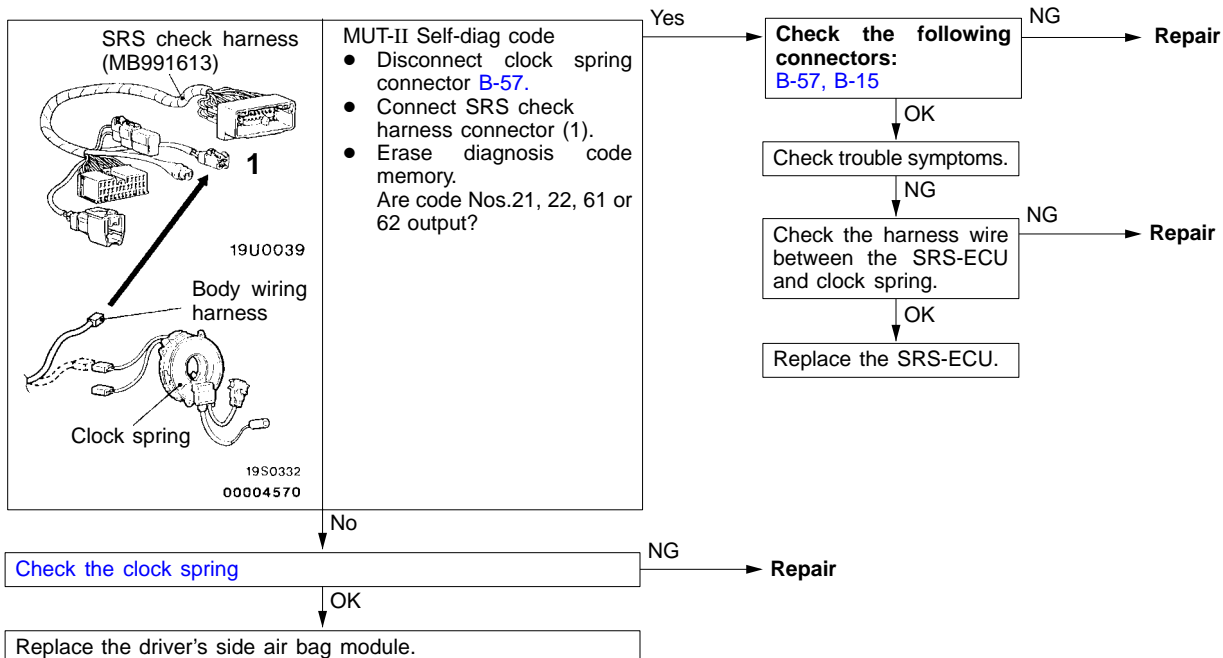 SRS check harness
(MB991613)
1
19U0039
Body wiring
harness
Clock spring
19S0332
00004570
MUT-II Self-diag code
● Disconnect clock spring
connector B-57.
● Connect SRS check
harness connector (1).
● Erase diagnosis code
memory.
Are code Nos.21, 22, 61 or
62 output?
Yes
Check the following
connectors:
B-57, B-15
NG
Repair
OK
Check trouble symptoms.
NG
Check the harness wire
between the SRS-ECU
and clock spring.
NG
Repair
OK
Replace the SRS-ECU.
No
Check the clock spring
NG
Repair
OK
Replace the driver's side air bag module.